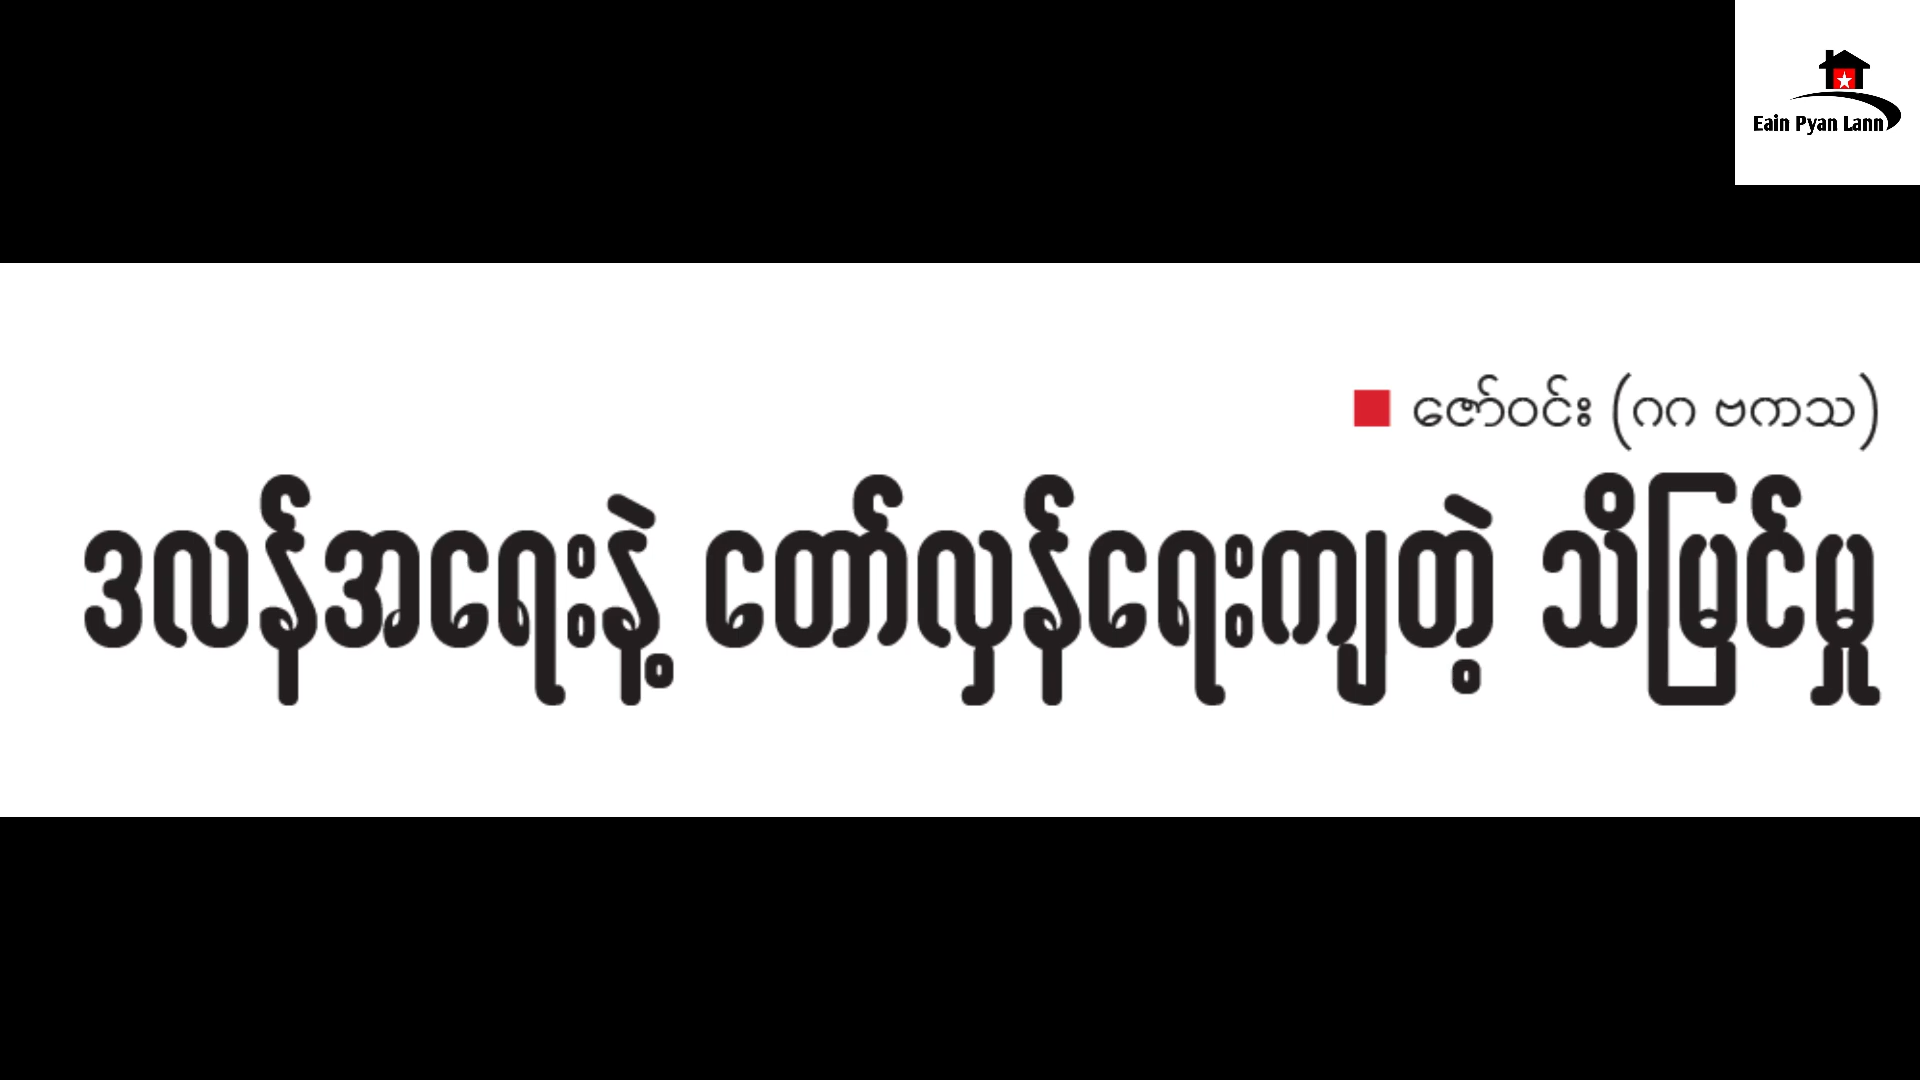 Eain Pyan Lann
ဇော်ဝင်း (ဂဂ ဗကသ)
ဒလန်အရေးနဲ့ တော်လှန်ရေးကျတဲ့ သိမြင်မှု